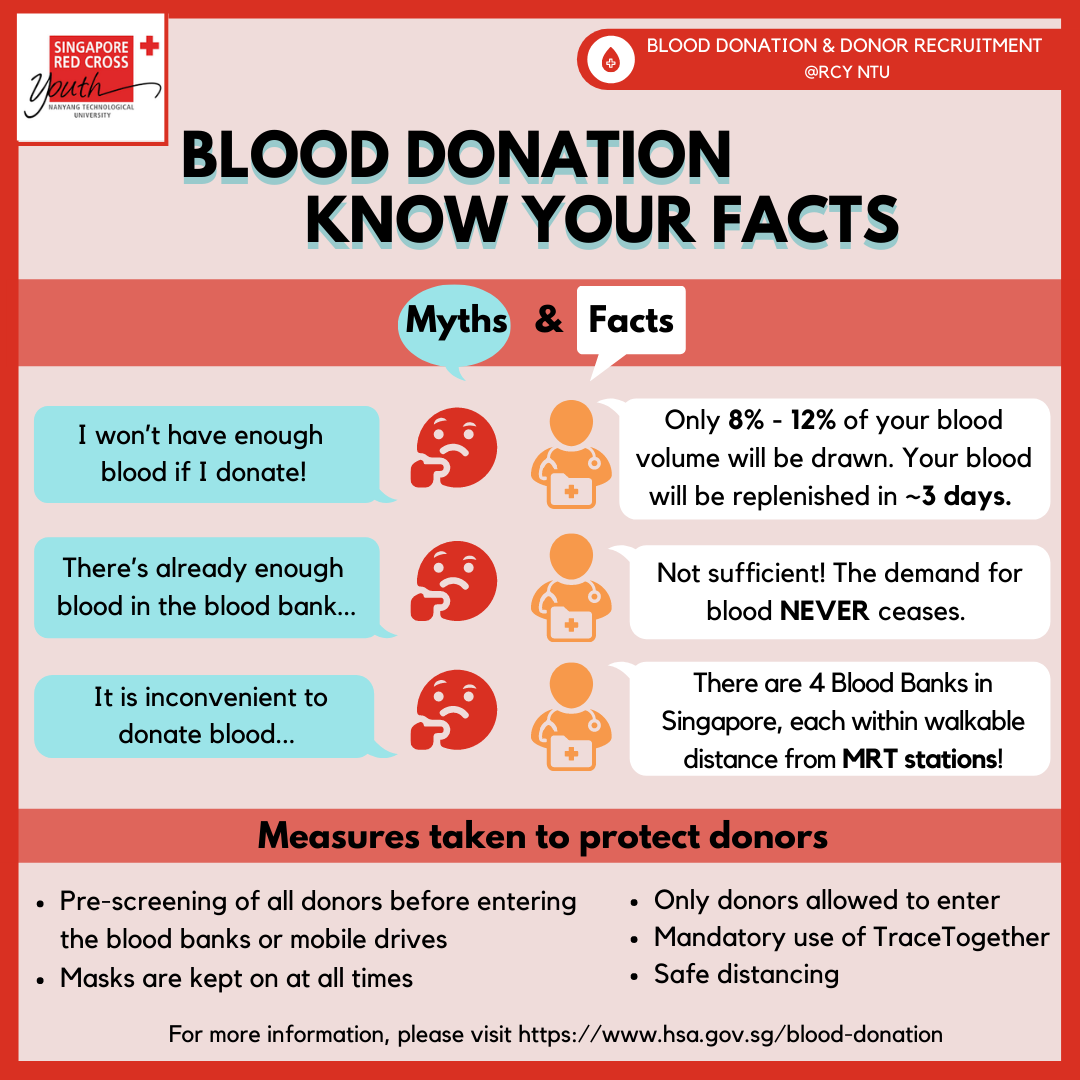 SINGAPORE
RED CROSS
Youth
NANYANG TECHNOLOGICAL
UNIVERSITY
BLOOD DONATION & DONOR RECRUITMENT
@RCY NTU
BLOOD DONATION
KNOW YOUR FACTS
Myths & Facts
I won't have enough
blood if I donate!
Only 8% - 12% of your blood
volume will be drawn. Your blood
will be replenished in ~3 days.
There's already enough
blood in the blood bank...
Not sufficient! The demand for
blood NEVER ceases.
It is inconvenient to
donate blood...
There are 4 Blood Banks in
Singapore, each within walkable
distance from MRT stations!
Measures taken to protect donors
• Pre-screening of all donors before entering
the blood banks or mobile drives
• Masks are kept on at all times
• Only donors allowed to enter
• Mandatory use of TraceTogether
• Safe distancing
For more information, please visit https://www.hsa.gov.sg/blood-donation